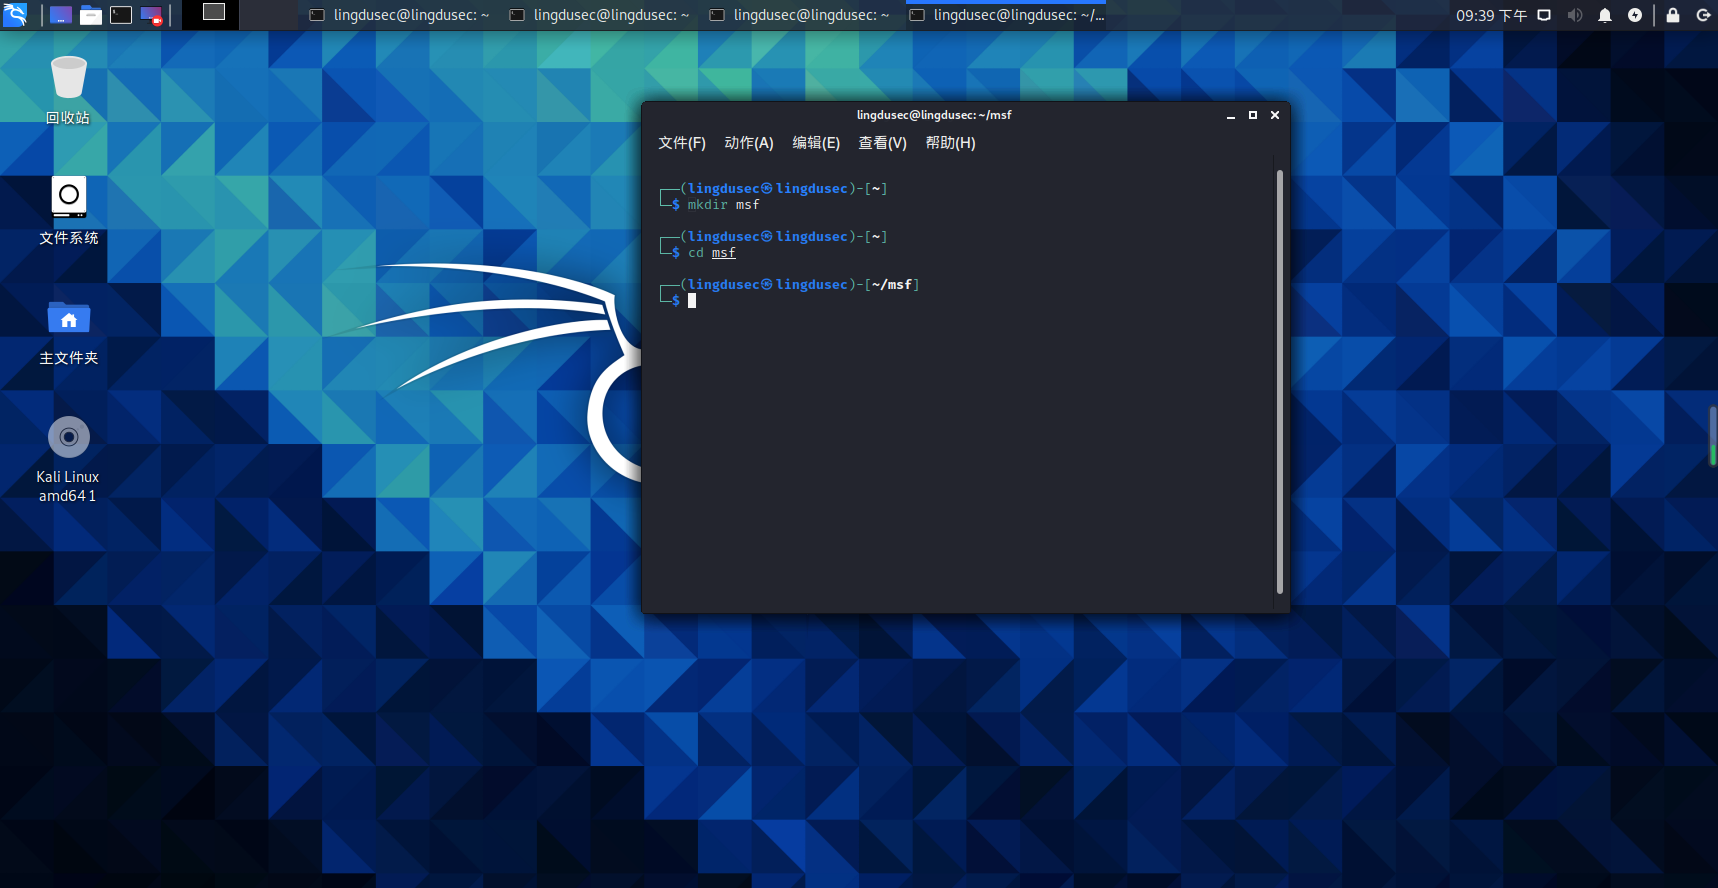 lingdusec@lingdusec: ~
lingdusec@lingdusec: ~
lingdusec@lingdusec: ~
lingdusec@lingdusec: ~/...
09:39 下午
回收站
文件系统
主文件夹
Kali Linux
amd64 1
lingdusec@lingdusec: ~/msf
文件(F) 动作(A) 编辑(E) 查看(V) 帮助(H)
┌──(lingdusec㉿lingdusec)-[~]
└─$ mkdir msf
┌──(lingdusec㉿lingdusec)-[~]
└─$ cd msf
┌──(lingdusec㉿lingdusec)-[~/msf]
└─$